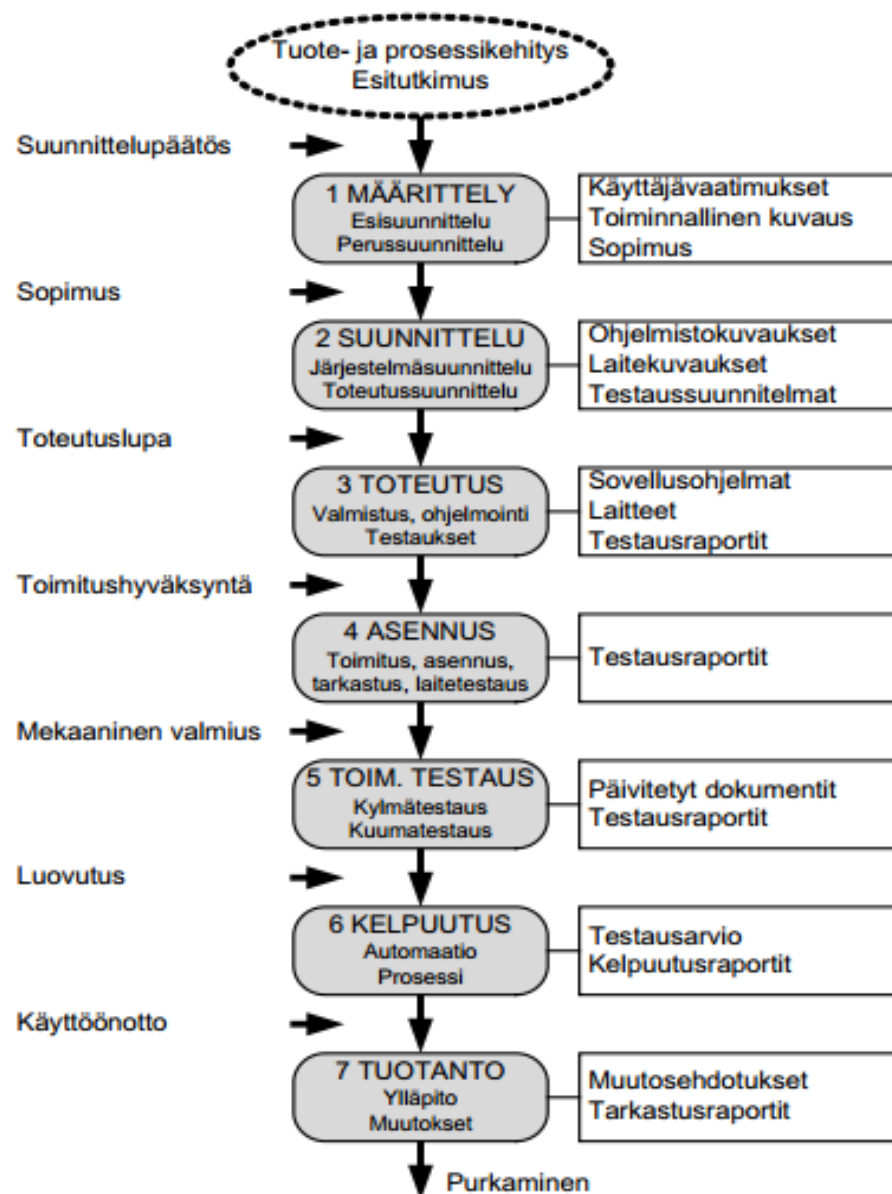 Tuote- ja prosessikehitys
Esitutkimus
Suunnittelupäätös
1 MÄÄRITTELY
Esisuunnittelu
Perussuunnittelu
Käyttäjävaatimukset
Toiminnallinen kuvaus
Sopimus
Sopimus
2 SUUNNITTELU
Järjestelmäsuunnittelu
Toteutussuunnittelu
Ohjelmistokuvaukset
Laitekuvaukset
Testaussuunnitelmat
Toteutuslupa
3 TOTEUTUS
Valmistus, ohjelmointi
Testaukset
Sovellusohjelmat
Laitteet
Testausraportit
Toimitushyväksyntä
4 ASENNUS
Toimitus, asennus,
tarkastus, laitetestaus
Testausraportit
Mekaaninen valmius
5 TOIM. TESTAUS
Kylmätestaus
Kuumatestaus
Päivitetyt dokumentit
Testausraportit
Luovutus
6 KELPUUTUS
Automaatio
Prosessi
Testausarvio
Kelpuutusraportit
Käyttöönotto
7 TUOTANTO
Ylläpito
Muutokset
Muutosehdotukset
Tarkastusraportit
Purkaminen